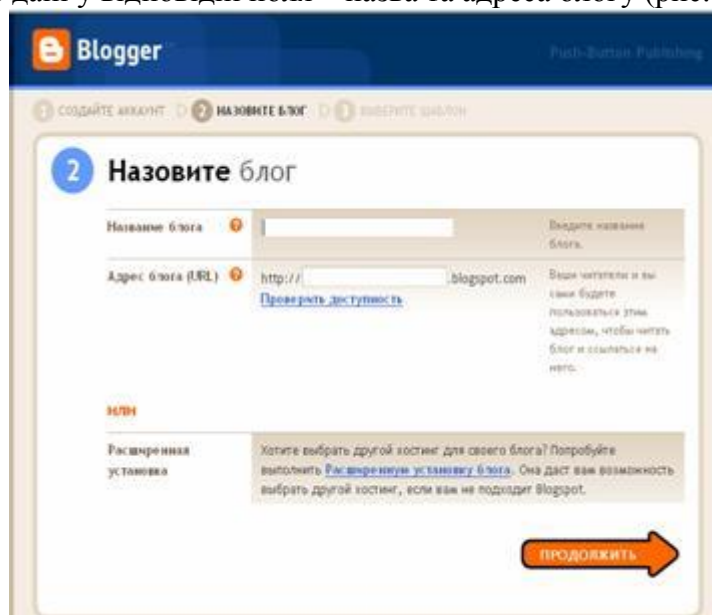 дані у відповідні поля – назва та адреса блогу (рис.
Blogger
Push-Button Publishing
1 СОЗДАЙТЕ АККАУНТ 2 НАЗОВИТЕ БЛОГ 3 ВЫБЕРИТЕ ШАБЛОН
2 Назовите блог
Название блога
Введите название
блога.
Адрес блога (URL)
http:// .blogspot.com
Проверить доступность
Ваши читатели и вы
сами будете
пользоваться этим
адресом, чтобы читать
блог и ссылаться на
него.
или
Расширенная
установка
Хотите выбрать другой хостинг для своего блога? Попробуйте
выполнить Расширенную установку блога. Она даст вам возможность
выбрать другой хостинг, если вам не подходит Blogspot.
ПРОДОЛЖИТЬ